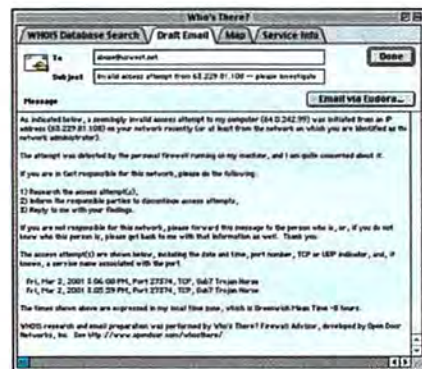 Who's There?
WHOIS Database Search Draft Email Map Service Info
To abuse@uswest.net Done
Subject Invalid access attempt from 63.229.81.108 -- please investigate
Message Email via Eudora...
As indicated below, a seemingly invalid access attempt to my computer (64.0.242.99) was initiated from an IP
address (63.229.81.108) on your network recently (or at least from the network on which you are identified as the
network administrator).
The attempt was detected by the personal firewall running on my machine, and I am quite concerned about it.
If you are in fact responsible for this network, please do the following:
1) Research the access attempt(s),
2) Inform the responsible parties to discontinue access attempts,
3) Reply to me with your findings.
If you are not responsible for this network, please forward this message to the person who is, or, if you do not
know who this person is, please get back to me with that information as well. Thank you.
The access attempt(s) are shown below, including the date and time, port number, TCP or UDP indicator, and, if
known, a service name associated with the port.
Fri, Mar 2, 2001 5:06:00 PM, Port 27374, TCP, Sub7 Trojan Horse
Fri, Mar 2, 2001 5:05:59 PM, Port 27374, TCP, Sub7 Trojan Horse
The times shown above are expressed in my local time zone, which is Greenwich Mean Time -8 hours.
WHOIS research and email preparation was performed by Who's There? Firewall Advisor, developed by Open Door
Networks, Inc. See http://www.opendoor.com/whosthere/